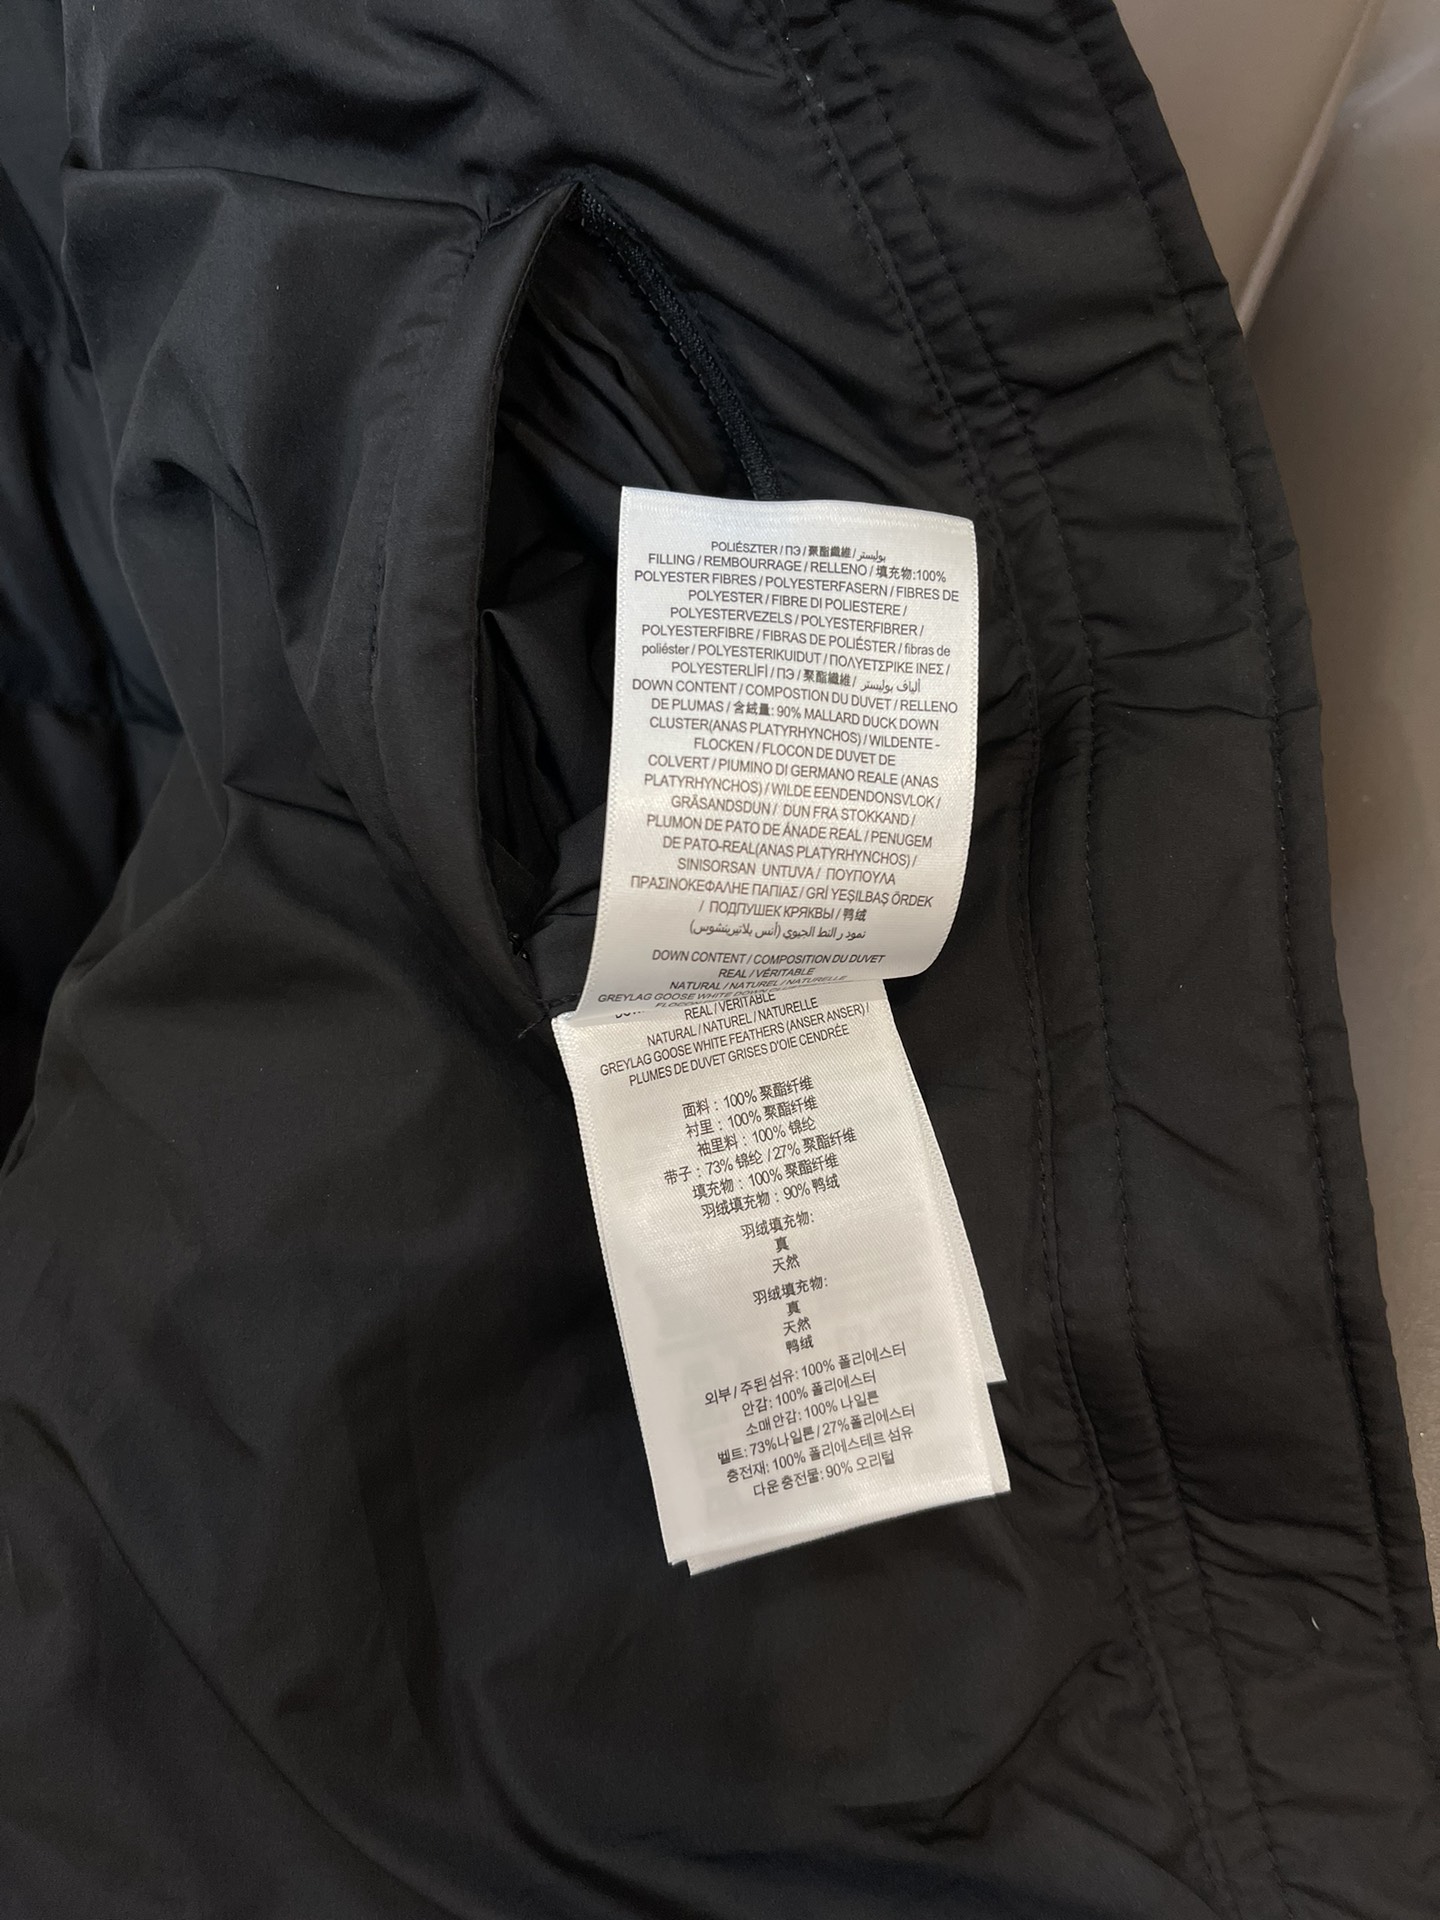 POLIÉSZTER / ПЭ / 聚酯纖維 / بوليستر
FILLING / REMBOURRAGE / RELLENO / 填充物:100%
POLYESTER FIBRES / POLYESTERFASERN / FIBRES DE
POLYESTER / FIBRE DI POLIESTERE /
POLYESTERVEZELS / POLYESTERFIBRER /
POLYESTERFIBRE / FIBRAS DE POLIÉSTER / fibras de
poliéster / POLYESTERIKUIDUT / ΠΟΛΥΕΤΣΡΙΚΕ ΙΝΕΣ /
POLYESTERLİFİ / ПЭ / 聚酯纖維 / ألياف بوليستر
DOWN CONTENT / COMPOSTION DU DUVET / RELLENO
DE PLUMAS / 含絨量: 90% MALLARD DUCK DOWN
CLUSTER(ANAS PLATYRHYNCHOS) / WILDENTE -
FLOCKEN / FLOCON DE DUVET DE
COLVERT / PIUMINO DI GERMANO REALE (ANAS
PLATYRHYNCHOS) / WILDE EENDENDONSVLOK /
GRÄSANDSDUN / DUN FRA STOKKAND /
PLUMON DE PATO DE ÁNADE REAL / PENUGEM
DE PATO-REAL(ANAS PLATYRHYNCHOS) /
SINISORSAN UNTUVA / ΠΟΥΠΟΥΛΑ
ΠΡΑΣΙΝΟΚΕΦΑΛΗΕ ΠΑΠΙΑΣ / GRİ YEŞİLBAŞ ÖRDEK
/ ПОДПУШЕК КРЯКВЫ / 鸭绒
(أنس بلاتيرينشوس)
DOWN CONTENT / COMPOSITION DU DUVET
REAL / VÉRITABLE
NATURAL / NATUREL / NATURELLE
GREYLAG GOOSE WHITE DOWN
REAL / VÉRITABLE
NATURAL / NATUREL / NATURELLE
GREYLAG GOOSE WHITE FEATHERS (ANSER ANSER) /
PLUMES DE DUVET GRISES D'OIE CENDRÉE
面料 : 100% 聚酯纤维
衬里 : 100% 聚酯纤维
袖里料 : 100% 锦纶
带子 : 73% 锦纶 / 27% 聚酯纤维
填充物 : 100% 聚酯纤维
羽绒填充物 : 90% 鸭绒
羽绒填充物:
真
天然
羽绒填充物:
真
天然
鸭绒
외부 / 주된 섬유: 100% 폴리에스터
안감: 100% 폴리에스터
소매 안감: 100% 나일론
벨트: 73%나일론 / 27%폴리에스터
충전재: 100% 폴리에스테르 섬유
다운 충전물: 90% 오리털